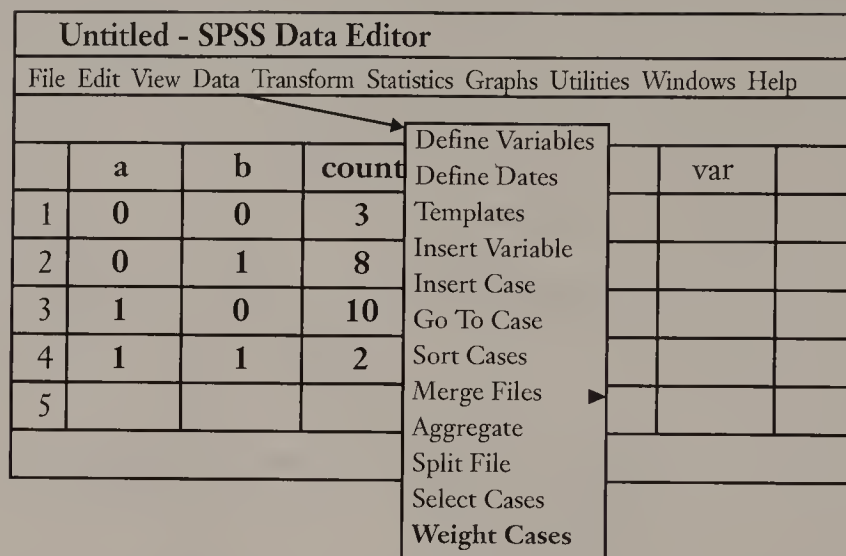 Untitled - SPSS Data Editor
File Edit View Data Transform Statistics Graphs Utilities Windows Help
a b count var
1 0 0 3
2 0 1 8
3 1 0 10
4 1 1 2
5
Define Variables
Define Dates
Templates
Insert Variable
Insert Case
Go To Case
Sort Cases
Merge Files
Aggregate
Split File
Select Cases
Weight Cases